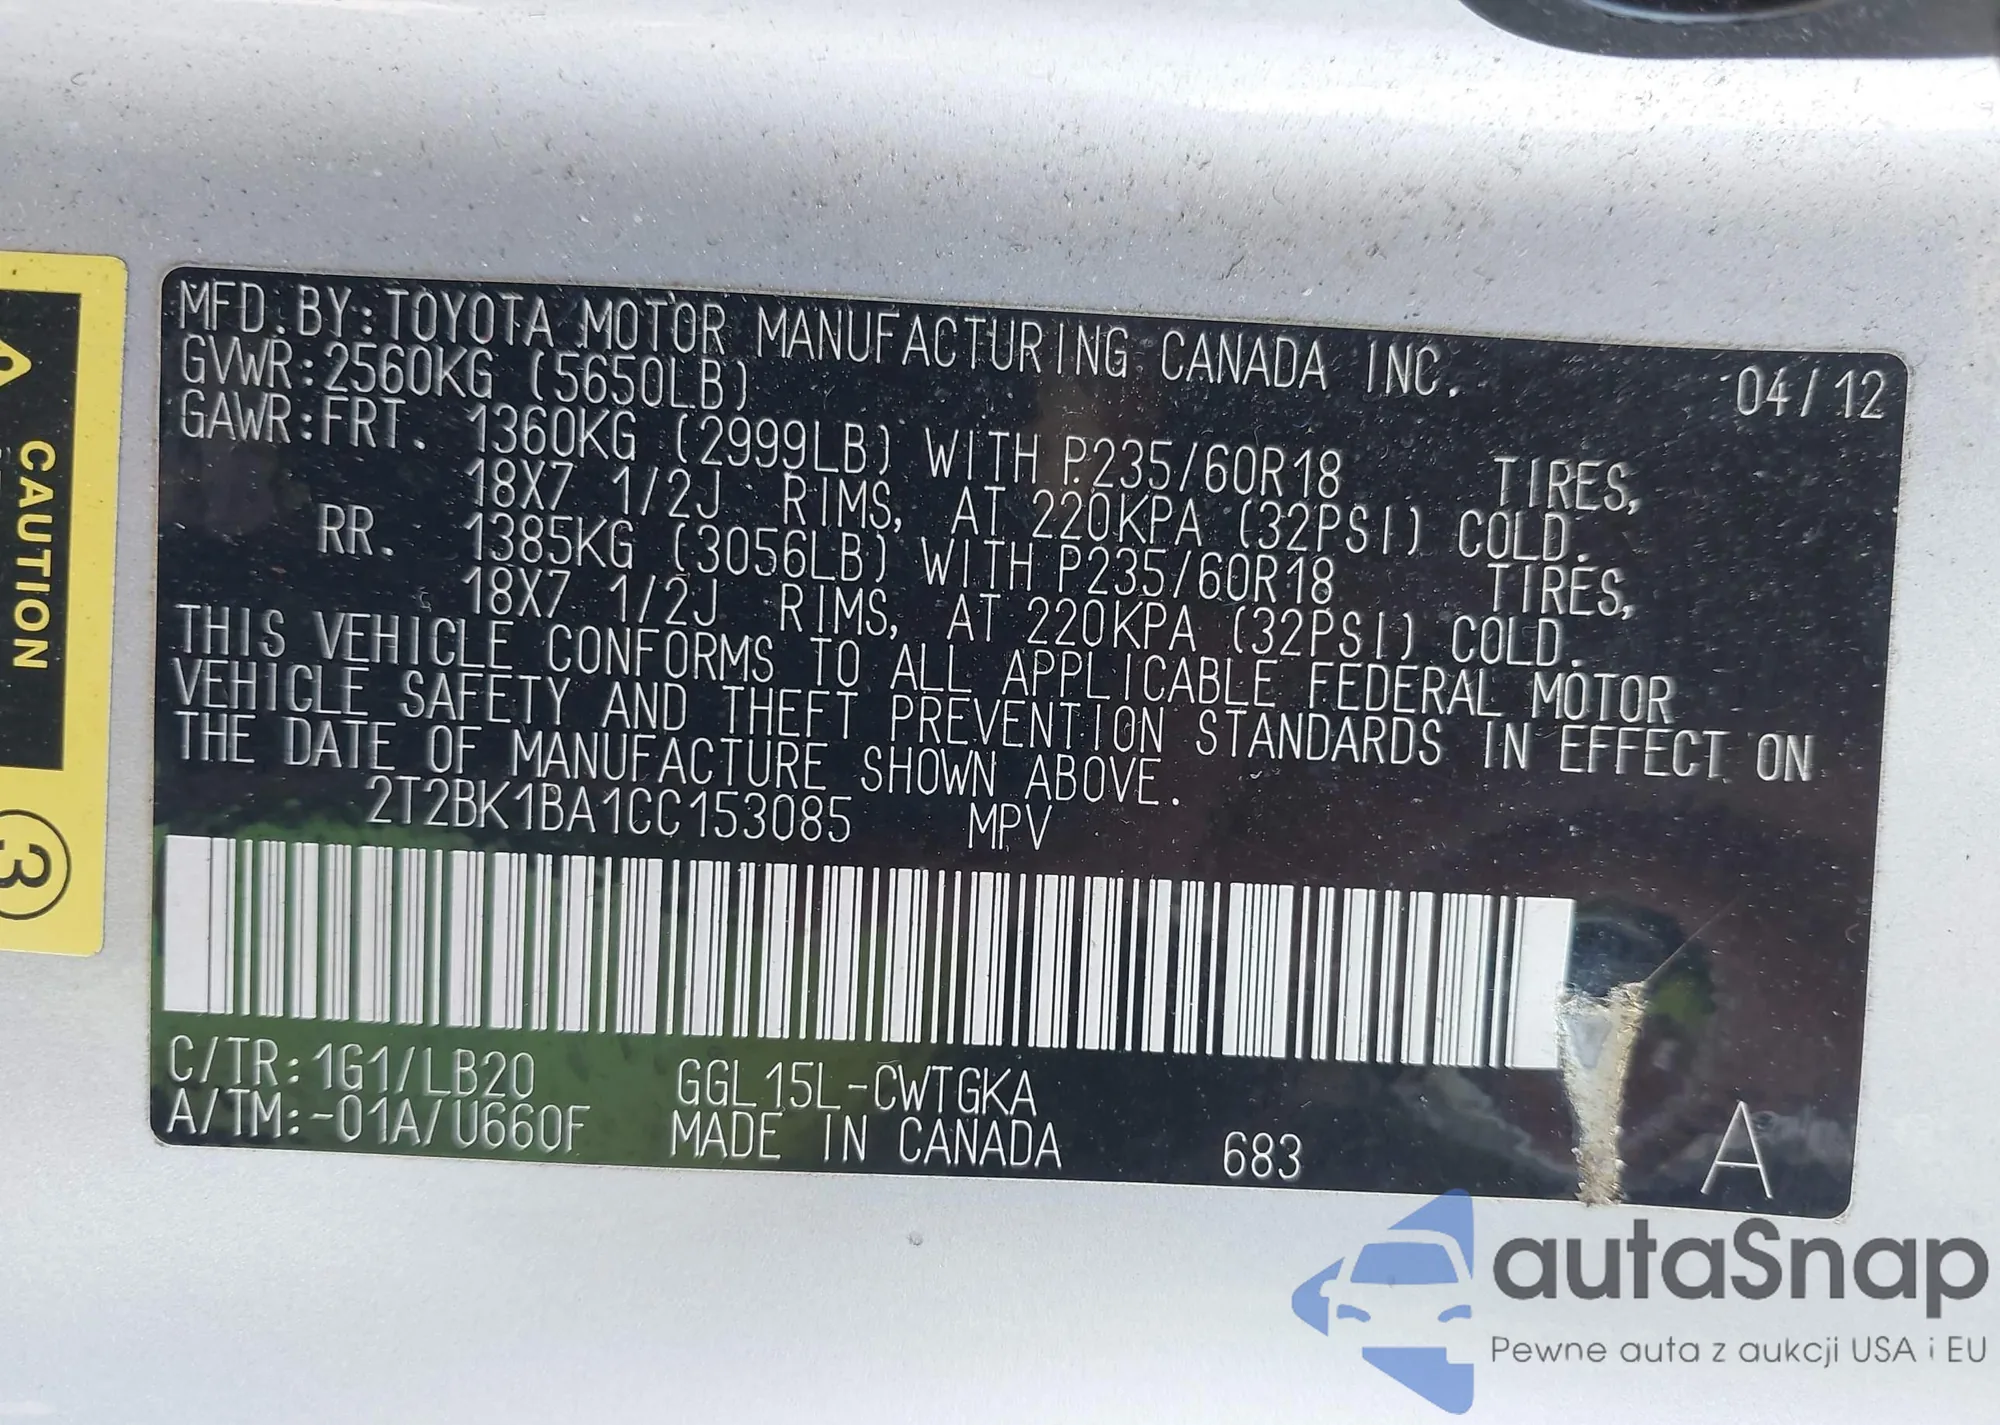 MFD. BY: TOYOTA MOTOR MANUFACTURING CANADA INC. 04/12
GVWR: 2560KG (5650LB)
GAWR: FRT. 1360KG (2999LB) WITH P235/60R18 TIRES,
18X7 1/2J RIMS, AT 220KPA (32PSI) COLD.
RR. 1385KG (3056LB) WITH P235/60R18 TIRES,
18X7 1/2J RIMS, AT 220KPA (32PSI) COLD.
THIS VEHICLE CONFORMS TO ALL APPLICABLE FEDERAL MOTOR
VEHICLE SAFETY AND THEFT PREVENTION STANDARDS IN EFFECT ON
THE DATE OF MANUFACTURE SHOWN ABOVE.
2T2BK1BA1CC153085 MPV
C/TR: 1G1/LB20 GGL15L-CWTGKA
A/TM: -01A/U660F MADE IN CANADA 683 A
CAUTION
3
autaSnap
Pewne auta z aukcji USA i EU